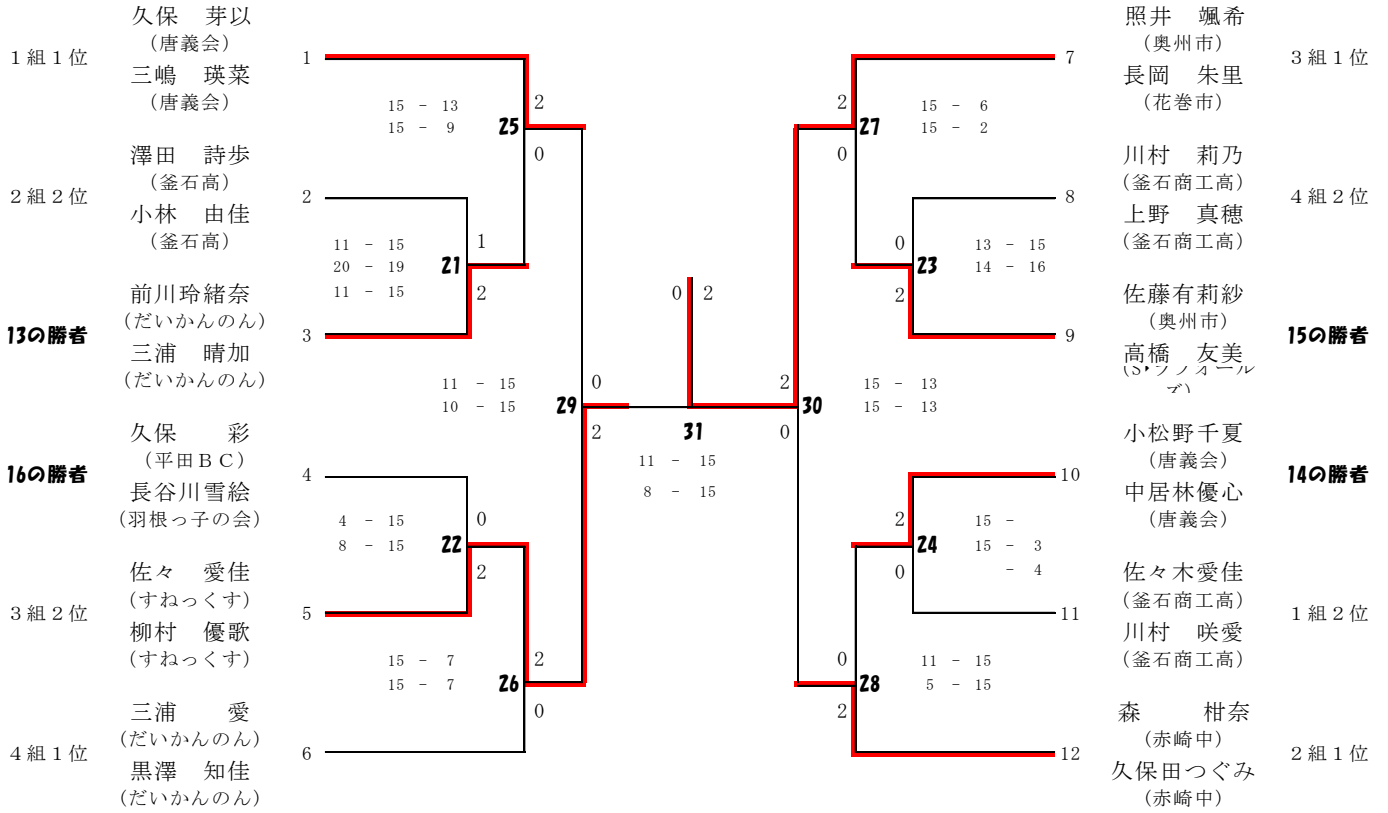 久保　芽以
(唐義会)
1組1位
1
三嶋　瑛菜
(唐義会)
澤田　詩歩
(釜石高)
2組2位
2
小林　由佳
(釜石高)
前川玲緒奈
(だいかんのん)
13の勝者
3
三浦　晴加
(だいかんのん)
久保　　彩
(平田BC)
16の勝者
4
長谷川雪絵
(羽根っ子の会)
佐々　愛佳
(すねっくす)
3組2位
5
柳村　優歌
(すねっくす)
三浦　　愛
(だいかんのん)
4組1位
6
黒澤　知佳
(だいかんのん)
2
15 - 13
15 - 9
25
0
1
11 - 15
20 - 19
21
11 - 15
2
0
11 - 15
10 - 15
29
2
0
4 - 15
8 - 15
22
2
15 - 7
2
15 - 7
26
0
0 2
31
11 - 15
8 - 15
2
15 - 6
15 - 2
27
0
0
13 - 15
14 - 16
23
2
2
15 - 13
15 - 13
30
0
2
15 -
15 - 3
- 4
24
0
0
11 - 15
5 - 15
28
2
照井　颯希
(奥州市)
7
3組1位
長岡　朱里
(花巻市)
川村　莉乃
(釜石商工高)
8
4組2位
上野　真穂
(釜石商工高)
佐藤有莉紗
(奥州市)
9
15の勝者
高橋　友美
小松野千夏
(唐義会)
10
14の勝者
中居林優心
(唐義会)
佐々木愛佳
(釜石商工高)
11
1組2位
川村　咲愛
(釜石商工高)
森　　柑奈
(赤崎中)
12
2組1位
久保田つぐみ
(赤崎中)